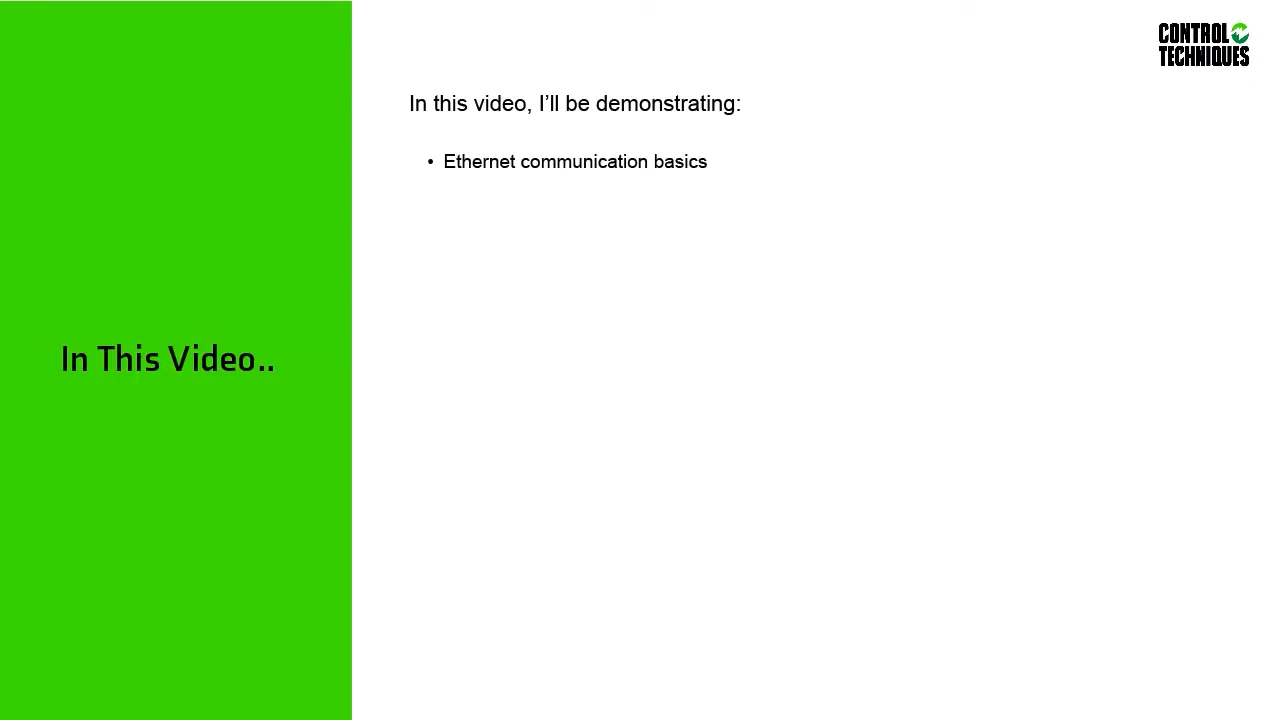 CONTROL
TECHNIQUES
In this video, I’ll be demonstrating:
• Ethernet communication basics
In This Video..